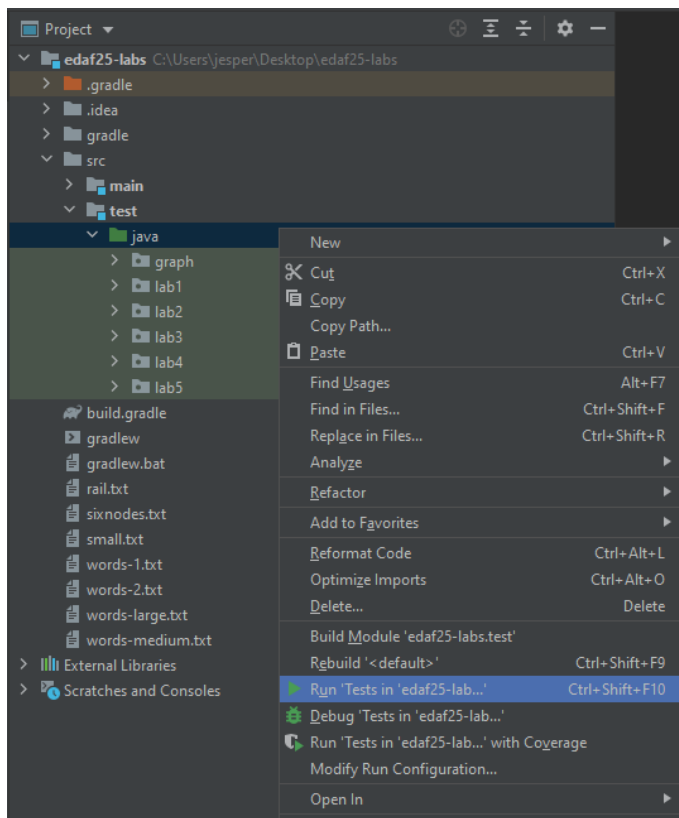 Project
edaf25-labs C:\Users\jesper\Desktop\edaf25-labs
.gradle
.idea
gradle
src
main
test
java
graph
lab1
lab2
lab3
lab4
lab5
build.gradle
gradlew
gradlew.bat
rail.txt
sixnodes.txt
small.txt
words-1.txt
words-2.txt
words-large.txt
words-medium.txt
External Libraries
Scratches and Consoles
New
Cut Ctrl+X
Copy Ctrl+C
Copy Path...
Paste Ctrl+V
Find Usages Alt+F7
Find in Files... Ctrl+Shift+F
Replace in Files... Ctrl+Shift+R
Analyze
Refactor
Add to Favorites
Reformat Code Ctrl+Alt+L
Optimize Imports Ctrl+Alt+O
Delete... Delete
Build Module 'edaf25-labs.test'
Rebuild '<default>' Ctrl+Shift+F9
Run 'Tests in 'edaf25-lab...' Ctrl+Shift+F10
Debug 'Tests in 'edaf25-lab...'
Run 'Tests in 'edaf25-lab...' with Coverage
Modify Run Configuration...
Open In